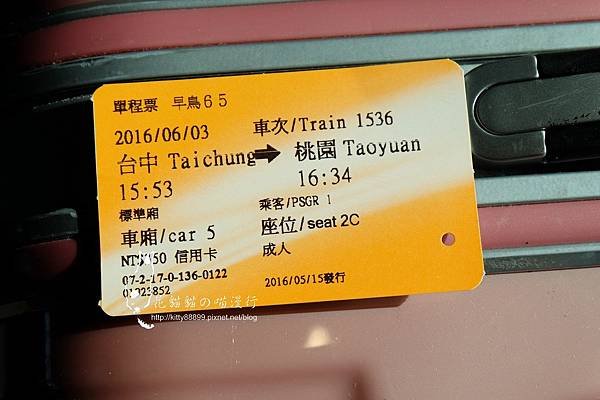 單程票 早鳥65
2016/06/03 車次/Train 1536
台中 Taichung → 桃園 Taoyuan
15:53 16:34
標準廂 乘客/PSGR 1
車廂/car 5 座位/seat 2C
信用卡 成人
07-2-17-0-136-0122
2016/05/15發行
花貓貓の喵漫行
http://kitty88899.pixnet.net/blog